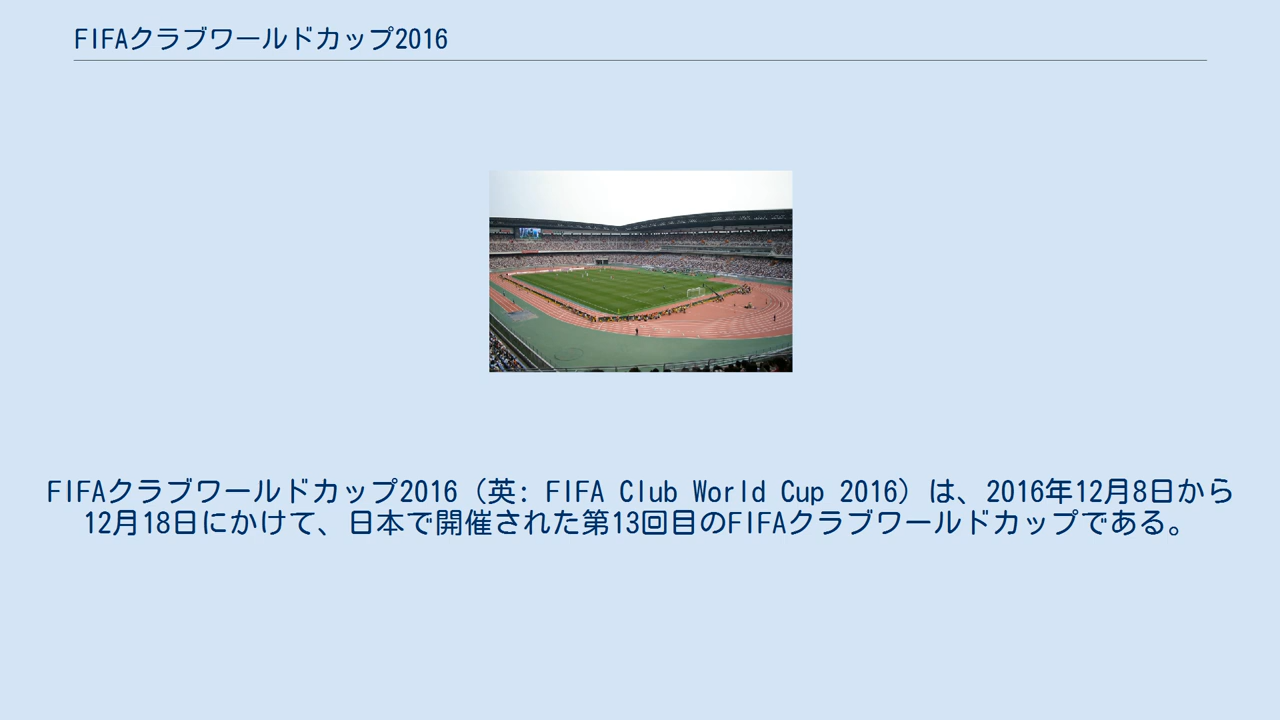 FIFAクラブワールドカップ2016
FIFAクラブワールドカップ2016（英: FIFA Club World Cup 2016）は、2016年12月8日から
12月18日にかけて、日本で開催された第13回目のFIFAクラブワールドカップである。